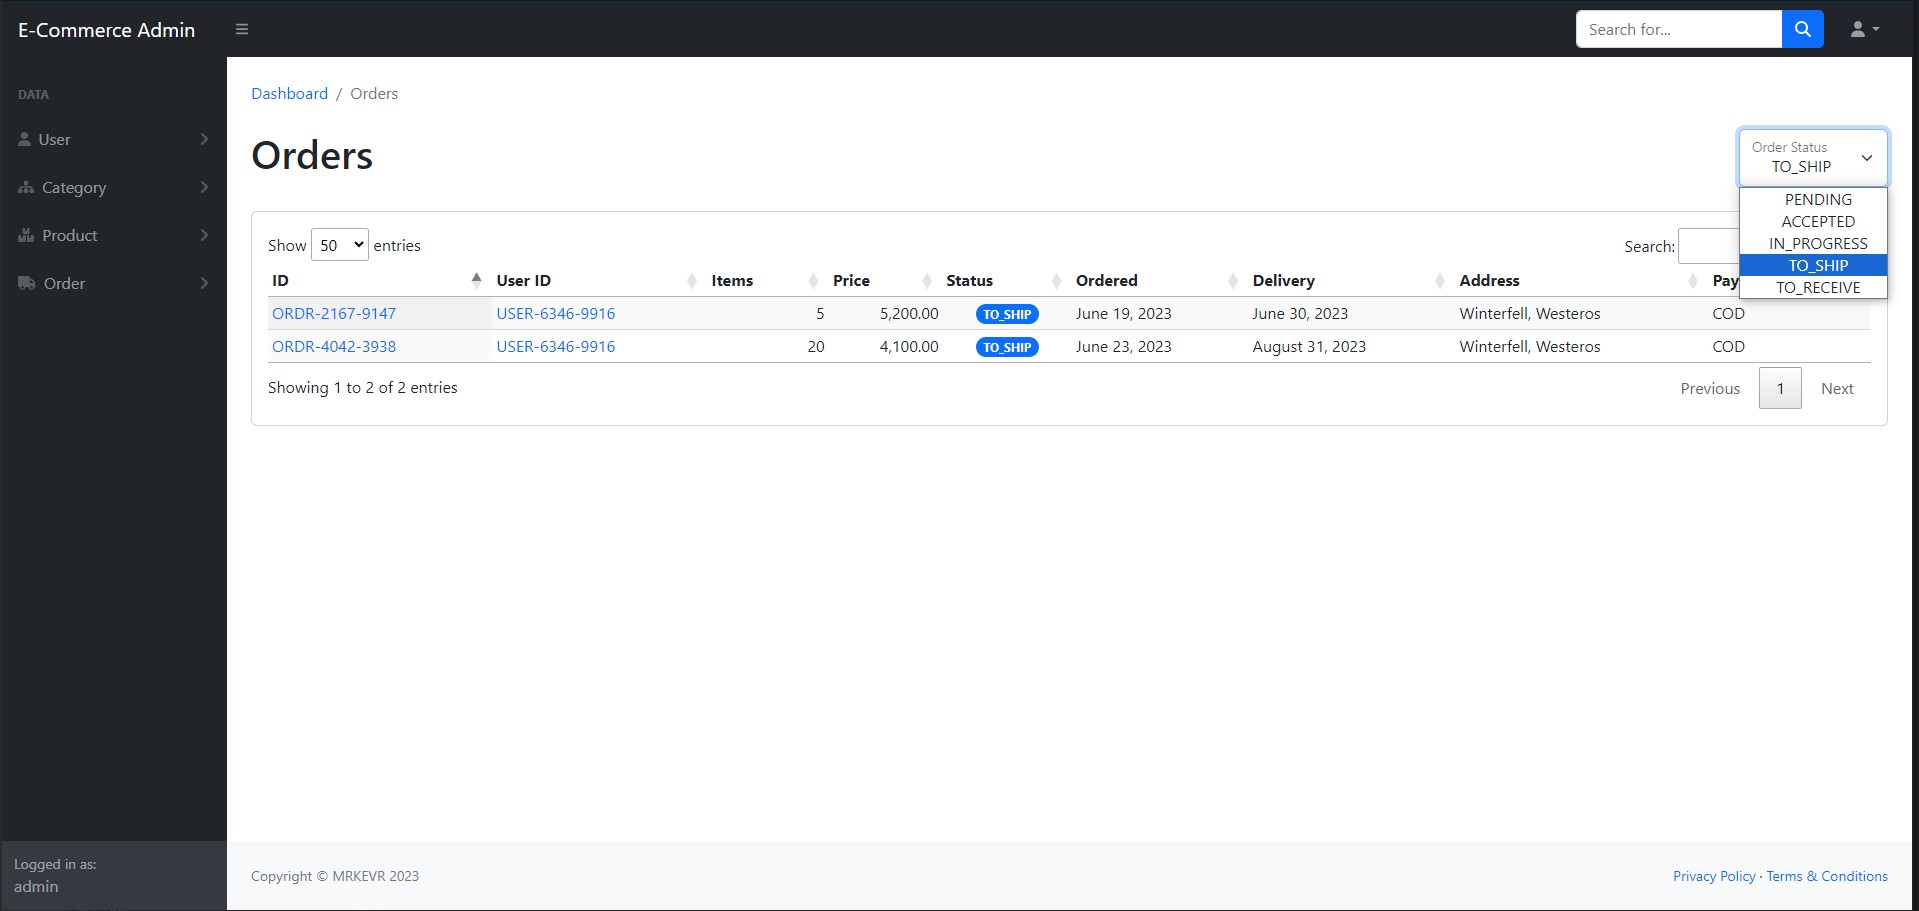 E-Commerce Admin
Search for...
DATA
User
Category
Product
Order
Logged in as:
admin
Dashboard / Orders
Orders
Order Status
TO_SHIP
PENDING
ACCEPTED
IN_PROGRESS
TO_SHIP
TO_RECEIVE
Show 50 entries
Search:
ID User ID Items Price Status Ordered Delivery Address Pay
ORDR-2167-9147 USER-6346-9916 5 5,200.00 TO_SHIP June 19, 2023 June 30, 2023 Winterfell, Westeros COD
ORDR-4042-3938 USER-6346-9916 20 4,100.00 TO_SHIP June 23, 2023 August 31, 2023 Winterfell, Westeros COD
Showing 1 to 2 of 2 entries
Previous 1 Next
Copyright © MRKEVR 2023
Privacy Policy · Terms & Conditions